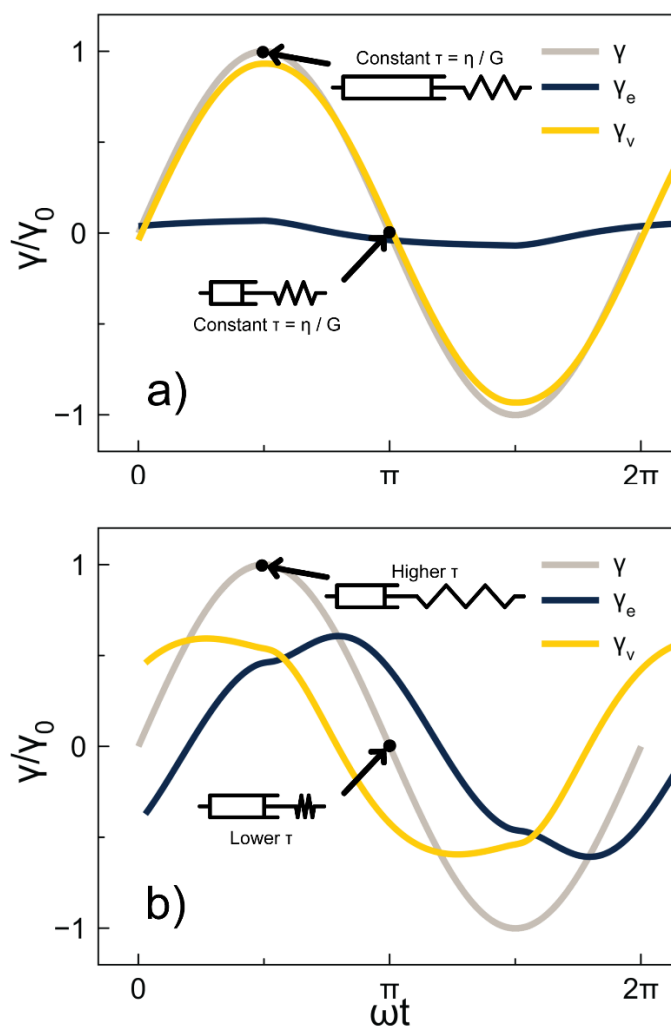 1
0
−1
γ/γ₀
0
π
2π
a)
Constant τ = η / G
Constant τ = η / G
γ
γₑ
γᵥ
1
0
−1
γ/γ₀
0
π
2π
ωt
b)
Higher τ
Lower τ
γ
γₑ
γᵥ